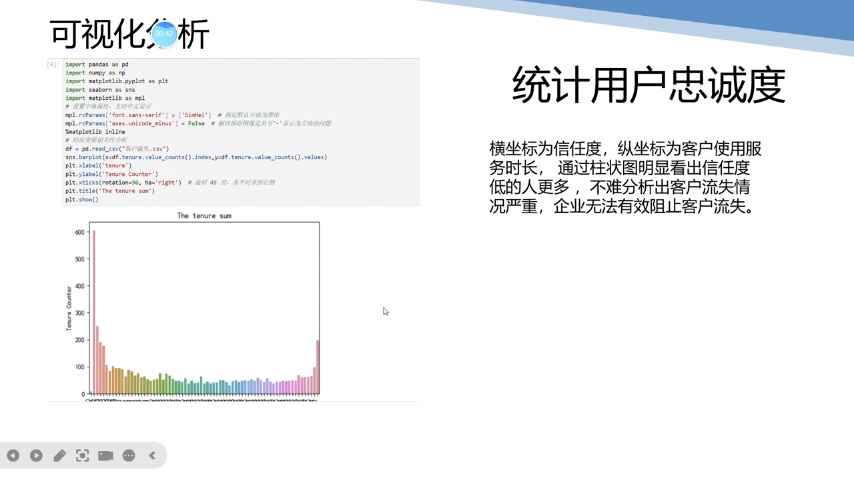 可视化分析
00:47
[4]:
import pandas as pd
import numpy as np
import matplotlib.pyplot as plt
import seaborn as sns
import matplotlib as mpl
# 设置字体属性，支持中文显示
mpl.rcParams['font.sans-serif'] = ['SimHei'] # 指定默认字体为黑体
mpl.rcParams['axes.unicode_minus'] = False # 解决保存图像是负号'-'显示为方块的问题
%matplotlib inline
# 特征变量相关性分析
df = pd.read_csv("客户流失.csv")
sns.barplot(x=df.tenure.value_counts().index,y=df.tenure.value_counts().values)
plt.xlabel('tenure')
plt.ylabel('Tenure Counter')
plt.xticks(rotation=90, ha='right') # 旋转 45 度，水平对齐到右侧
plt.title('The tenure sum')
plt.show()
The tenure sum
600
500
400
300
200
100
0
Tenure Counter
统计用户忠诚度
横坐标为信任度，纵坐标为客户使用服
务时长， 通过柱状图明显看出信任度
低的人更多 ，不难分析出客户流失情
况严重，企业无法有效阻止客户流失。